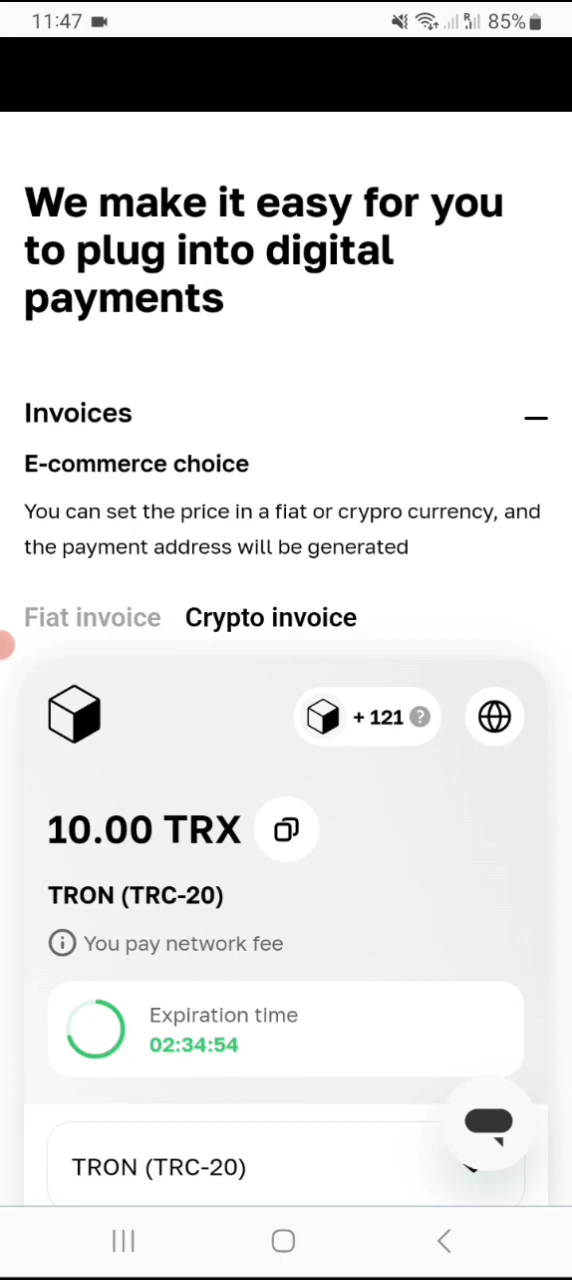 11:47
85%
We make it easy for you
to plug into digital
payments
Invoices
E-commerce choice
You can set the price in a fiat or crypro currency, and
the payment address will be generated
Fiat invoice Crypto invoice
+ 121 ?
10.00 TRX
TRON (TRC-20)
You pay network fee
Expiration time
02:34:54
TRON (TRC-20)